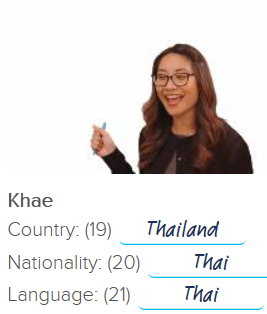 Khae
Country: (19) Thailand
Nationality: (20) Thai
Language: (21) Thai